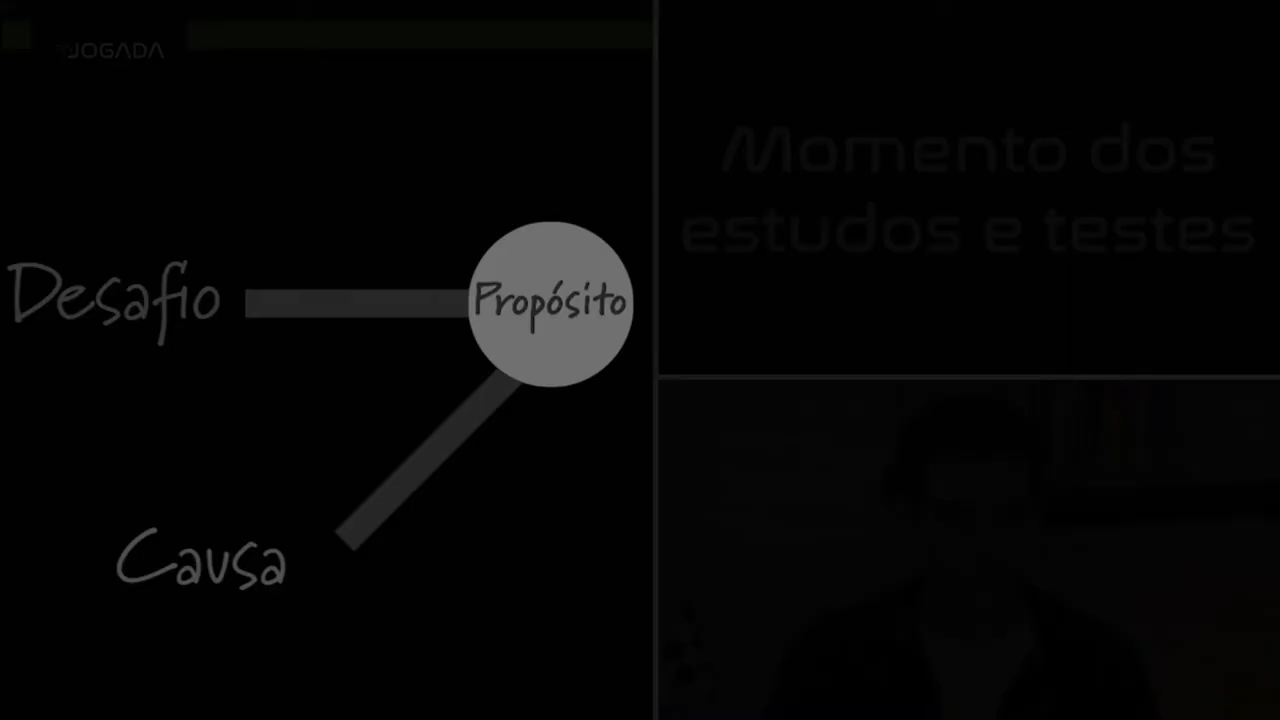 JOGADA
Desafio
Propósito
Causa
Momento dos
estudos e testes